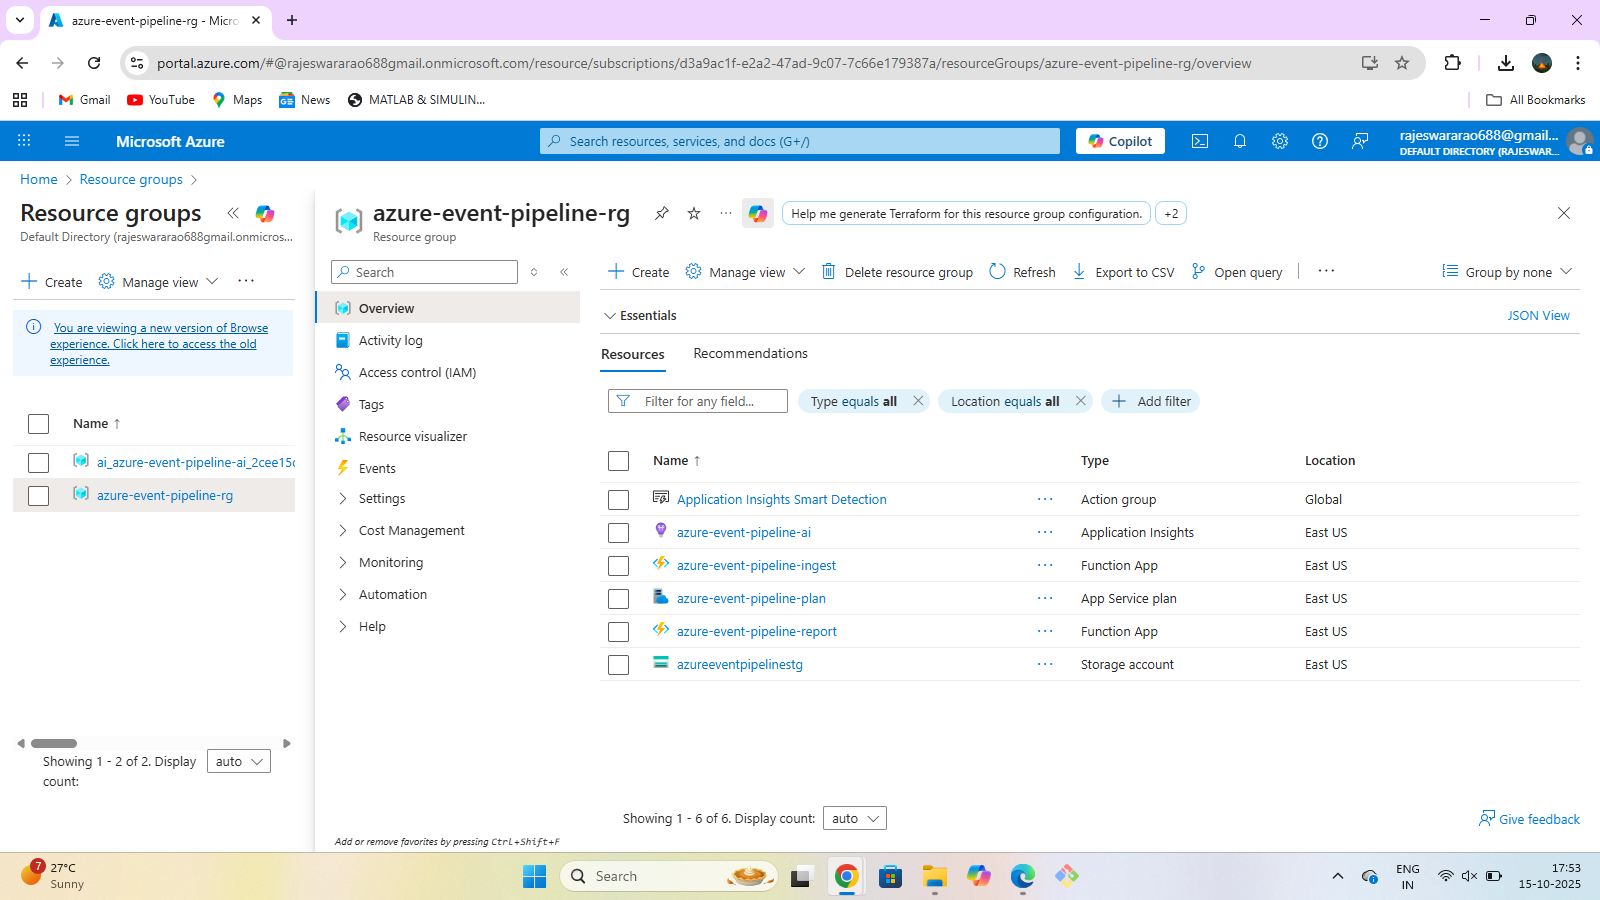 azure-event-pipeline-rg - Micro
portal.azure.com/#@rajeswararao688gmail.onmicrosoft.com/resource/subscriptions/d3a9ac1f-e2a2-47ad-9c07-7c66e179387a/resourceGroups/azure-event-pipeline-rg/overview
Gmail
YouTube
Maps
News
MATLAB & SIMULIN...
All Bookmarks
Microsoft Azure
Search resources, services, and docs (G+/)
Copilot
rajeswararao688@gmail...
DEFAULT DIRECTORY (RAJESWAR...
Home
Resource groups
Resource groups
Default Directory (rajeswararao688gmail.onmicros...
Create
Manage view
...
You are viewing a new version of Browse
experience. Click here to access the old
experience.
Name ↑
ai_azure-event-pipeline-ai_2cee15c
azure-event-pipeline-rg
Showing 1 - 2 of 2. Display
count:
auto
azure-event-pipeline-rg
...
Help me generate Terraform for this resource group configuration.
+2
Resource group
Search
Overview
Activity log
Access control (IAM)
Tags
Resource visualizer
Events
Settings
Cost Management
Monitoring
Automation
Help
Add or remove favorites by pressing Ctrl+Shift+F
Create
Manage view
Delete resource group
Refresh
Export to CSV
Open query
...
Group by none
Essentials
JSON View
Resources
Recommendations
Filter for any field...
Type equals all
Location equals all
Add filter
Name ↑ Type Location
Application Insights Smart Detection ... Action group Global
azure-event-pipeline-ai ... Application Insights East US
azure-event-pipeline-ingest ... Function App East US
azure-event-pipeline-plan ... App Service plan East US
azure-event-pipeline-report ... Function App East US
azureeventpipelinestg ... Storage account East US
Showing 1 - 6 of 6. Display count:
auto
Give feedback
7
27°C
Sunny
Search
ENG
IN
17:53
15-10-2025